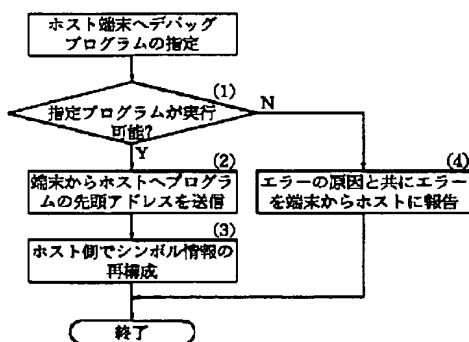 ホスト端末へデバッグ
プログラムの指定
(1)
指定プログラムが実行
可能?
N
Y
(2)
端末からホストへプログラ
ムの先頭アドレスを送信
(4)
エラーの原因と共にエラー
を端末からホストに報告
(3)
ホスト側でシンボル情報の
再構成
終了